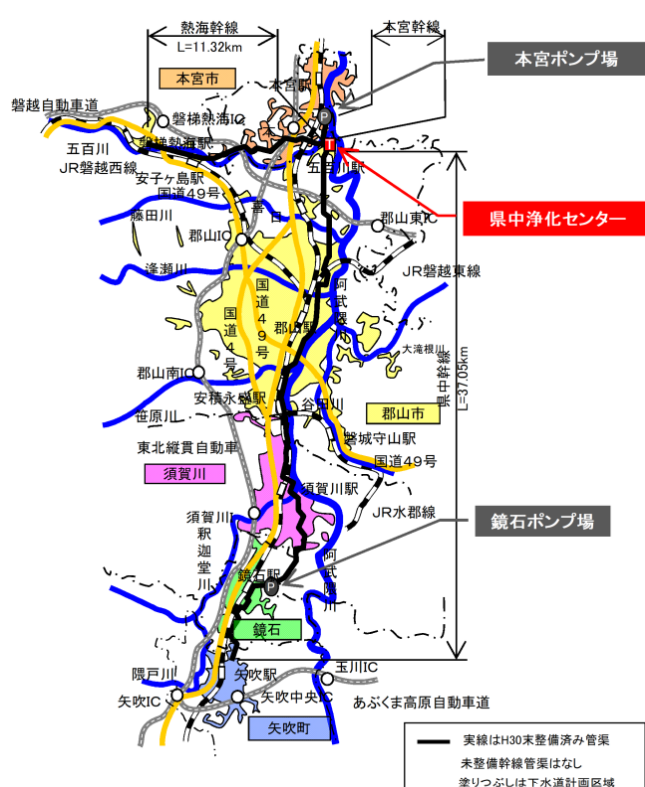 熱海幹線
L=11.32km
本宮幹線
本宮ポンプ場
本宮市
本宮駅
P
磐越自動車道
磐梯熱海IC
磐梯熱海駅
T
五百川
五百川駅
JR磐越西線
安子ヶ島駅
国道49号
県中浄化センター
藤田川
郡山東IC
郡山IC
逢瀬川
JR磐越東線
阿武隈川
国道49号
国道4号
郡山駅
大滝根川
県中幹線
L=37.05km
郡山南IC
安積永盛駅
谷田川
郡山市
笹原川
磐城守山駅
東北縦貫自動車
国道49号
須賀川
須賀川駅
JR水郡線
須賀川I
鏡石ポンプ場
釈迦堂川
阿武隈川
鏡石駅
P
鏡石
隈戸川
矢吹駅
玉川IC
矢吹IC
矢吹中央IC
あぶくま高原自動車道
矢吹町
実線はH30末整備済み管渠
未整備幹線管渠はなし
塗りつぶしは下水道計画区域